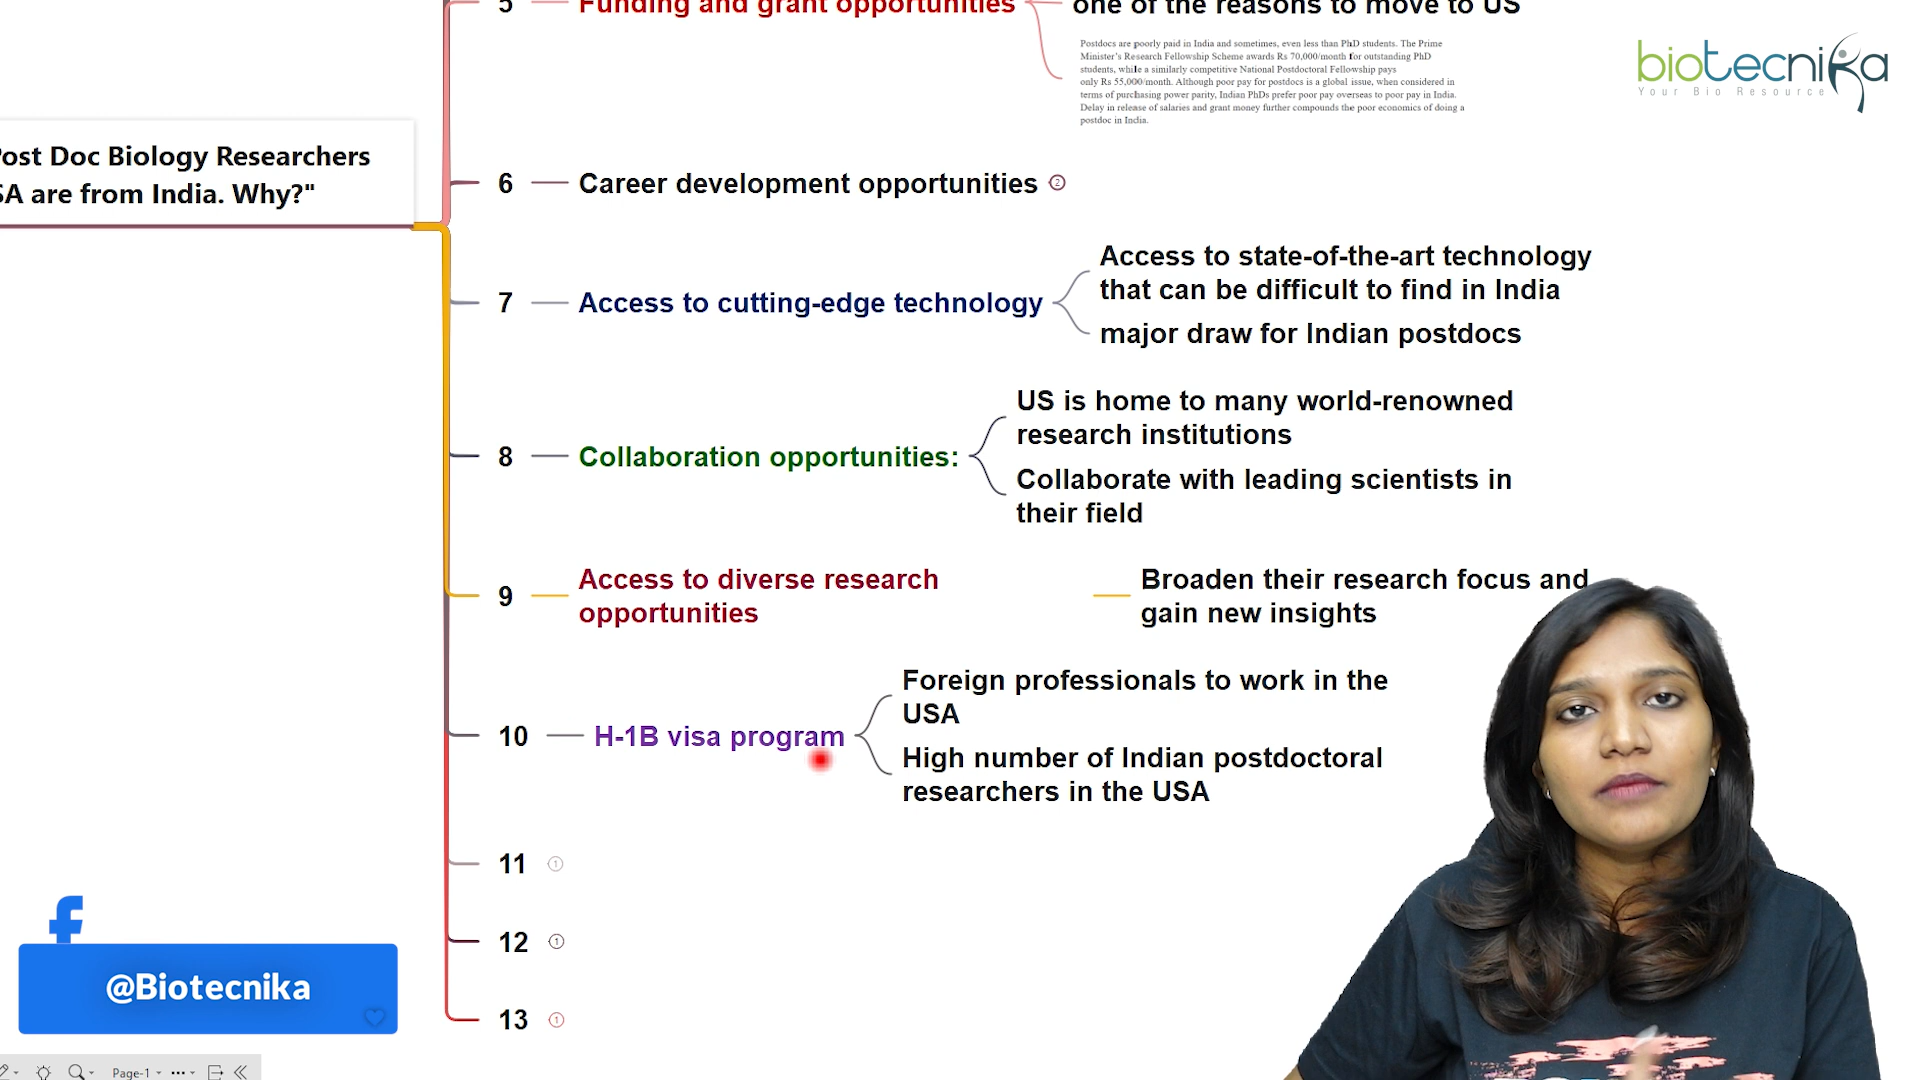 5 Funding and grant opportunities
one of the reasons to move to US
Postdocs are poorly paid in India and sometimes, even less than PhD students. The Prime
Minister's Research Fellowship Scheme awards Rs 70,000/month for outstanding PhD
students, while a similarly competitive National Postdoctoral Fellowship pays
only Rs 55,000/month. Although poor pay for postdocs is a global issue, when considered in
terms of purchasing power parity, Indian PhDs prefer poor pay overseas to poor pay in India.
Delay in release of salaries and grant money further compounds the poor economics of doing a
postdoc in India.
biotecnika
Your Bio Resource
Post Doc Biology Researchers
SA are from India. Why?"
6 Career development opportunities 2
7 Access to cutting-edge technology
Access to state-of-the-art technology
that can be difficult to find in India
major draw for Indian postdocs
8 Collaboration opportunities:
US is home to many world-renowned
research institutions
Collaborate with leading scientists in
their field
9 Access to diverse research
opportunities
Broaden their research focus and
gain new insights
10 H-1B visa program
Foreign professionals to work in the
USA
High number of Indian postdoctoral
researchers in the USA
11 1
12 1
13 1
@Biotecnika
Page-1